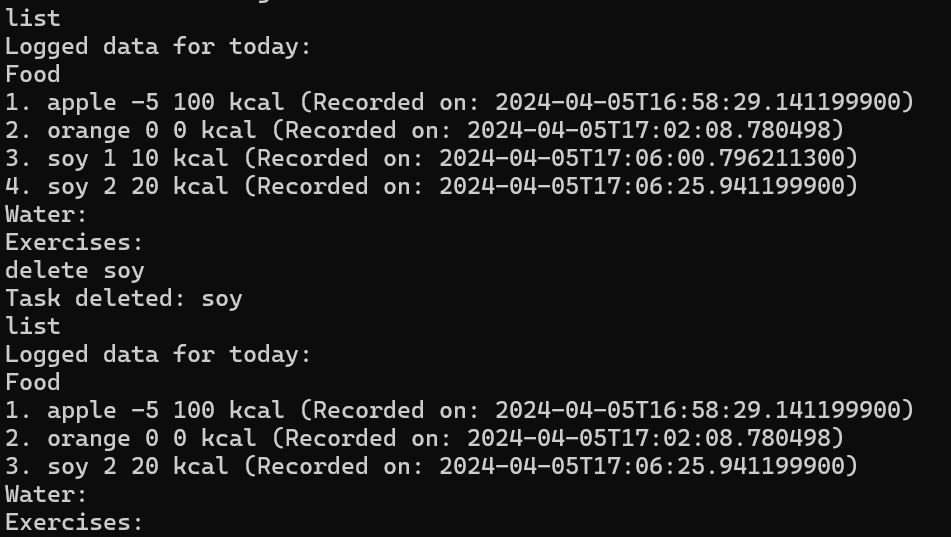 list
Logged data for today:
Food
1. apple -5 100 kcal (Recorded on: 2024-04-05T16:58:29.141199900)
2. orange 0 0 kcal (Recorded on: 2024-04-05T17:02:08.780498)
3. soy 1 10 kcal (Recorded on: 2024-04-05T17:06:00.796211300)
4. soy 2 20 kcal (Recorded on: 2024-04-05T17:06:25.941199900)
Water:
Exercises:
delete soy
Task deleted: soy
list
Logged data for today:
Food
1. apple -5 100 kcal (Recorded on: 2024-04-05T16:58:29.141199900)
2. orange 0 0 kcal (Recorded on: 2024-04-05T17:02:08.780498)
3. soy 2 20 kcal (Recorded on: 2024-04-05T17:06:25.941199900)
Water:
Exercises: